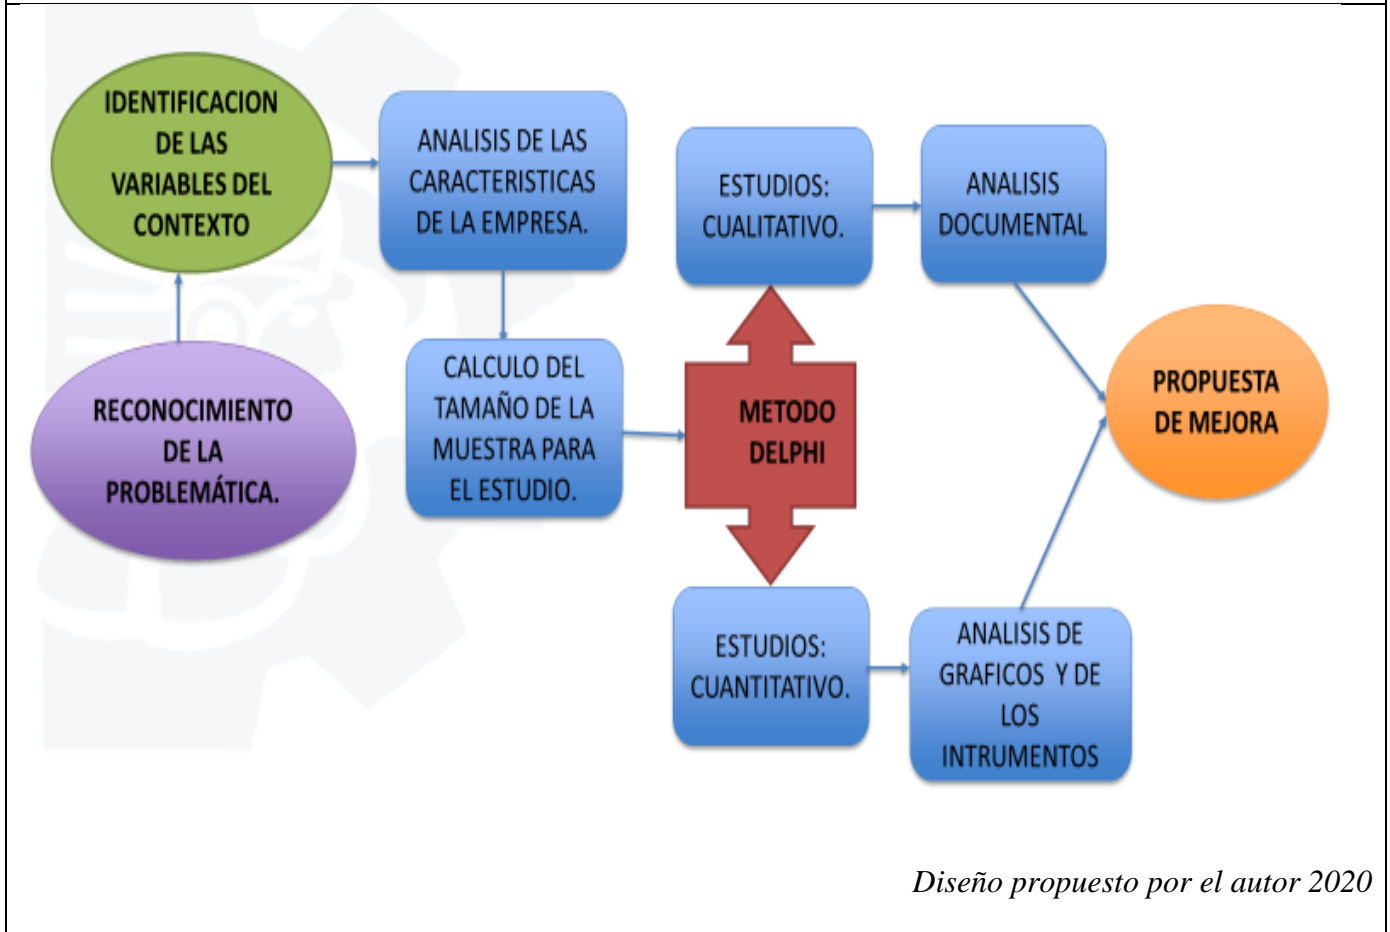 IDENTIFICACION
DE LAS
VARIABLES DEL
CONTEXTO
ANALISIS DE LAS
CARACTERISTICAS
DE LA EMPRESA.
ESTUDIOS:
CUALITATIVO.
ANALISIS
DOCUMENTAL
RECONOCIMIENTO
DE LA
PROBLEMÁTICA.
CALCULO DEL
TAMAÑO DE LA
MUESTRA PARA
EL ESTUDIO.
METODO
DELPHI
PROPUESTA
DE MEJORA
ESTUDIOS:
CUANTITATIVO.
ANALISIS DE
GRAFICOS Y DE
LOS
INTRUMENTOS
Diseño propuesto por el autor 2020